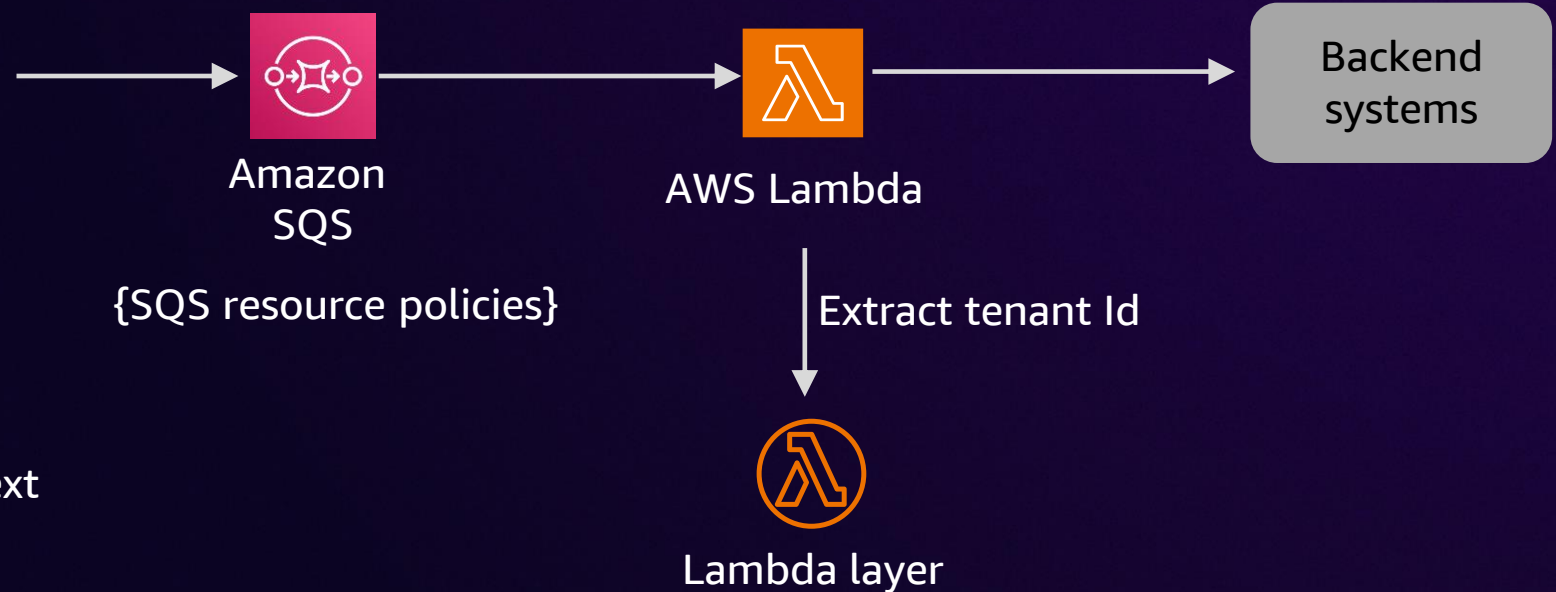 Backend
systems
Amazon
SQS
AWS Lambda
{SQS resource policies}
Extract tenant Id
Lambda layer